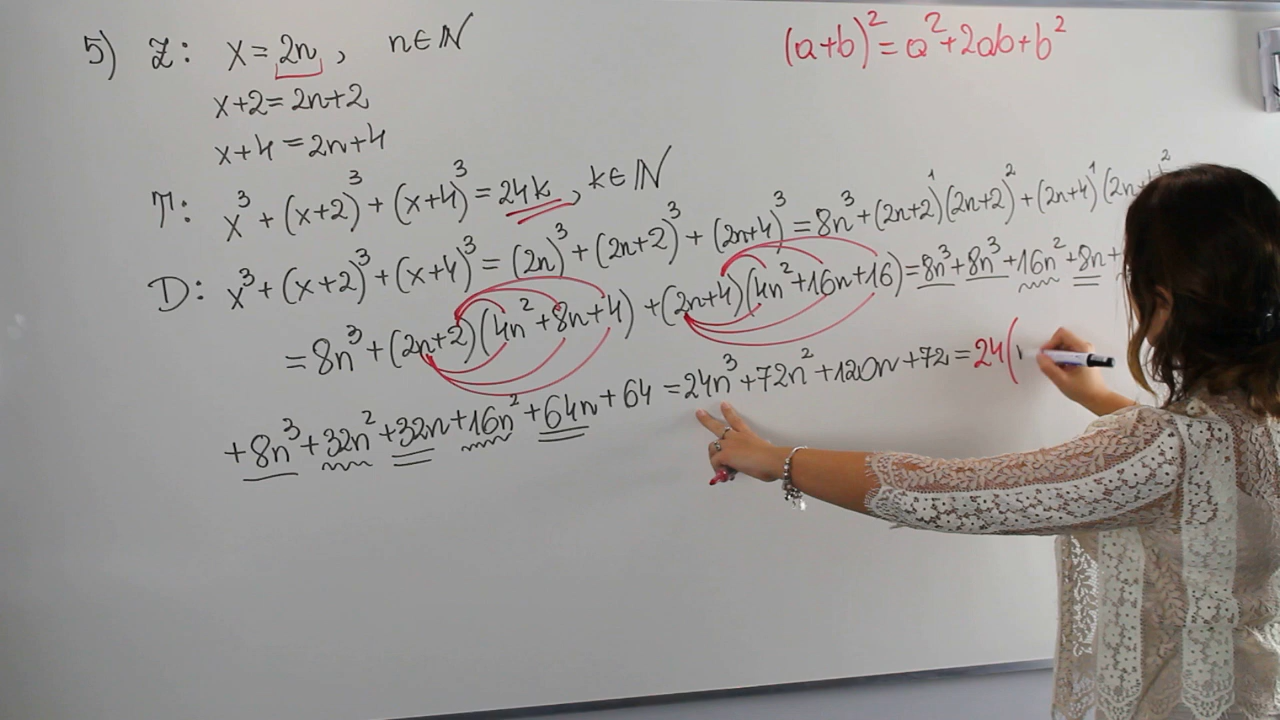 5) Z: x = 2n, n∈ℕ
(a+b)² = a² + 2ab + b²
x+2 = 2n+2
x+4 = 2n+4
T: x³ + (x+2)³ + (x+4)³ = 24k, k∈ℕ
D: x³ + (x+2)³ + (x+4)³ = (2n)³ + (2n+2)³ + (2n+4)³ = 8n³ + (2n+2)¹(2n+2)² + (2n+4)¹(2n
= 8n³ + (2n+2)(4n² + 8n + 4) + (2n+4)(4n² + 16n + 16) = 8n³ + 8n³ + 16n² + 8n +
+ 8n³ + 32n² + 32n + 16n² + 64n + 64 = 24n³ + 72n² + 120n + 72 = 24(